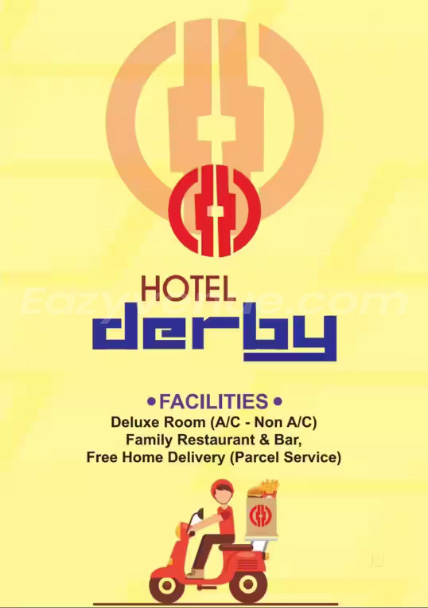 HOTEL
derby
• FACILITIES •
Deluxe Room (A/C - Non A/C)
Family Restaurant & Bar,
Free Home Delivery (Parcel Service)